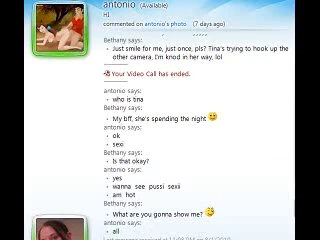 antonio (Available)
HI
commented on antonio's photo (7 days ago)
Bethany says:
Just smile for me, just once, pls? Tina's trying to hook up the
other camera, I'm knod in her way, lol
Your Video Call has ended.
antonio says:
who is tina
Bethany says:
My bff, she's spending the night
antonio says:
ok
sexi
Bethany says:
Is that okay?
antonio says:
yes
wanna see pussi sexii
am hot
Bethany says:
What are you gonna show me?
antonio says:
all